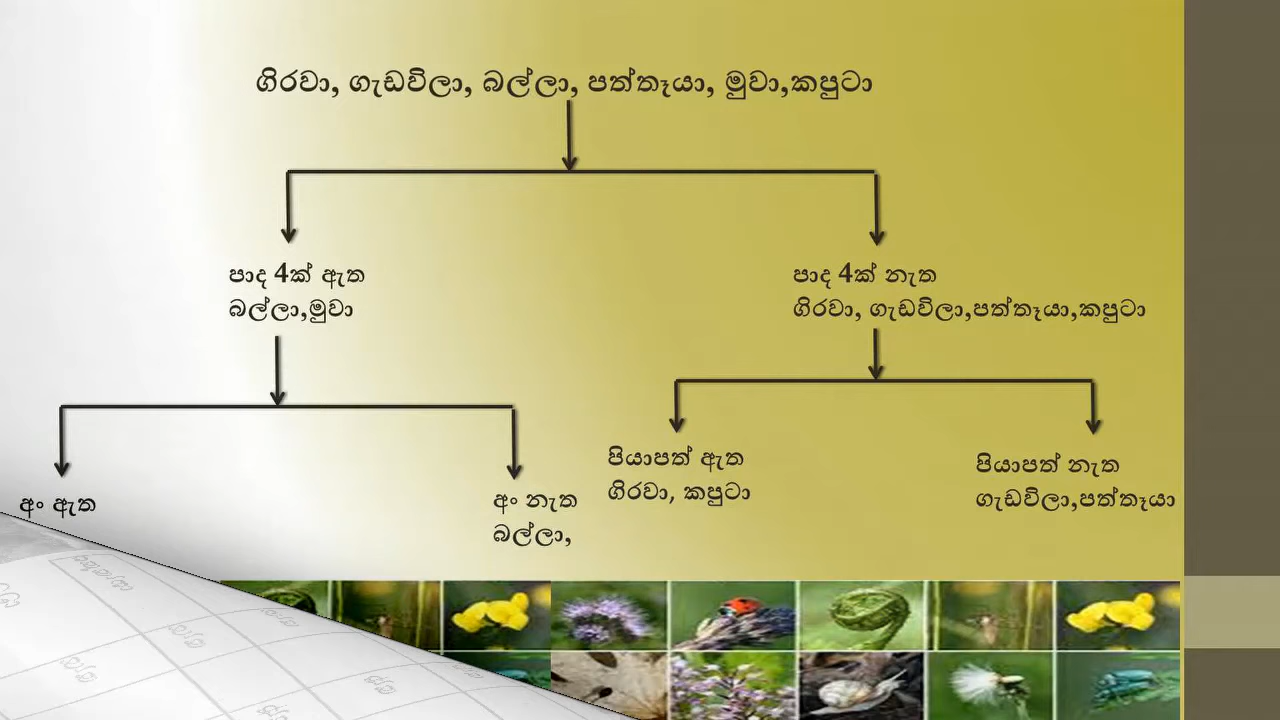 ගිරවා, ගැඩවිලා, බල්ලා, පත්තෑයා, මුවා,කපුටා
පාද 4ක් ඇත
බල්ලා,මුවා
පාද 4ක් නැත
ගිරවා, ගැඩවිලා,පත්තෑයා,කපුටා
අං ඇත
අං නැත
බල්ලා,
පියාපත් ඇත
ගිරවා, කපුටා
පියාපත් නැත
ගැඩවිලා,පත්තෑයා